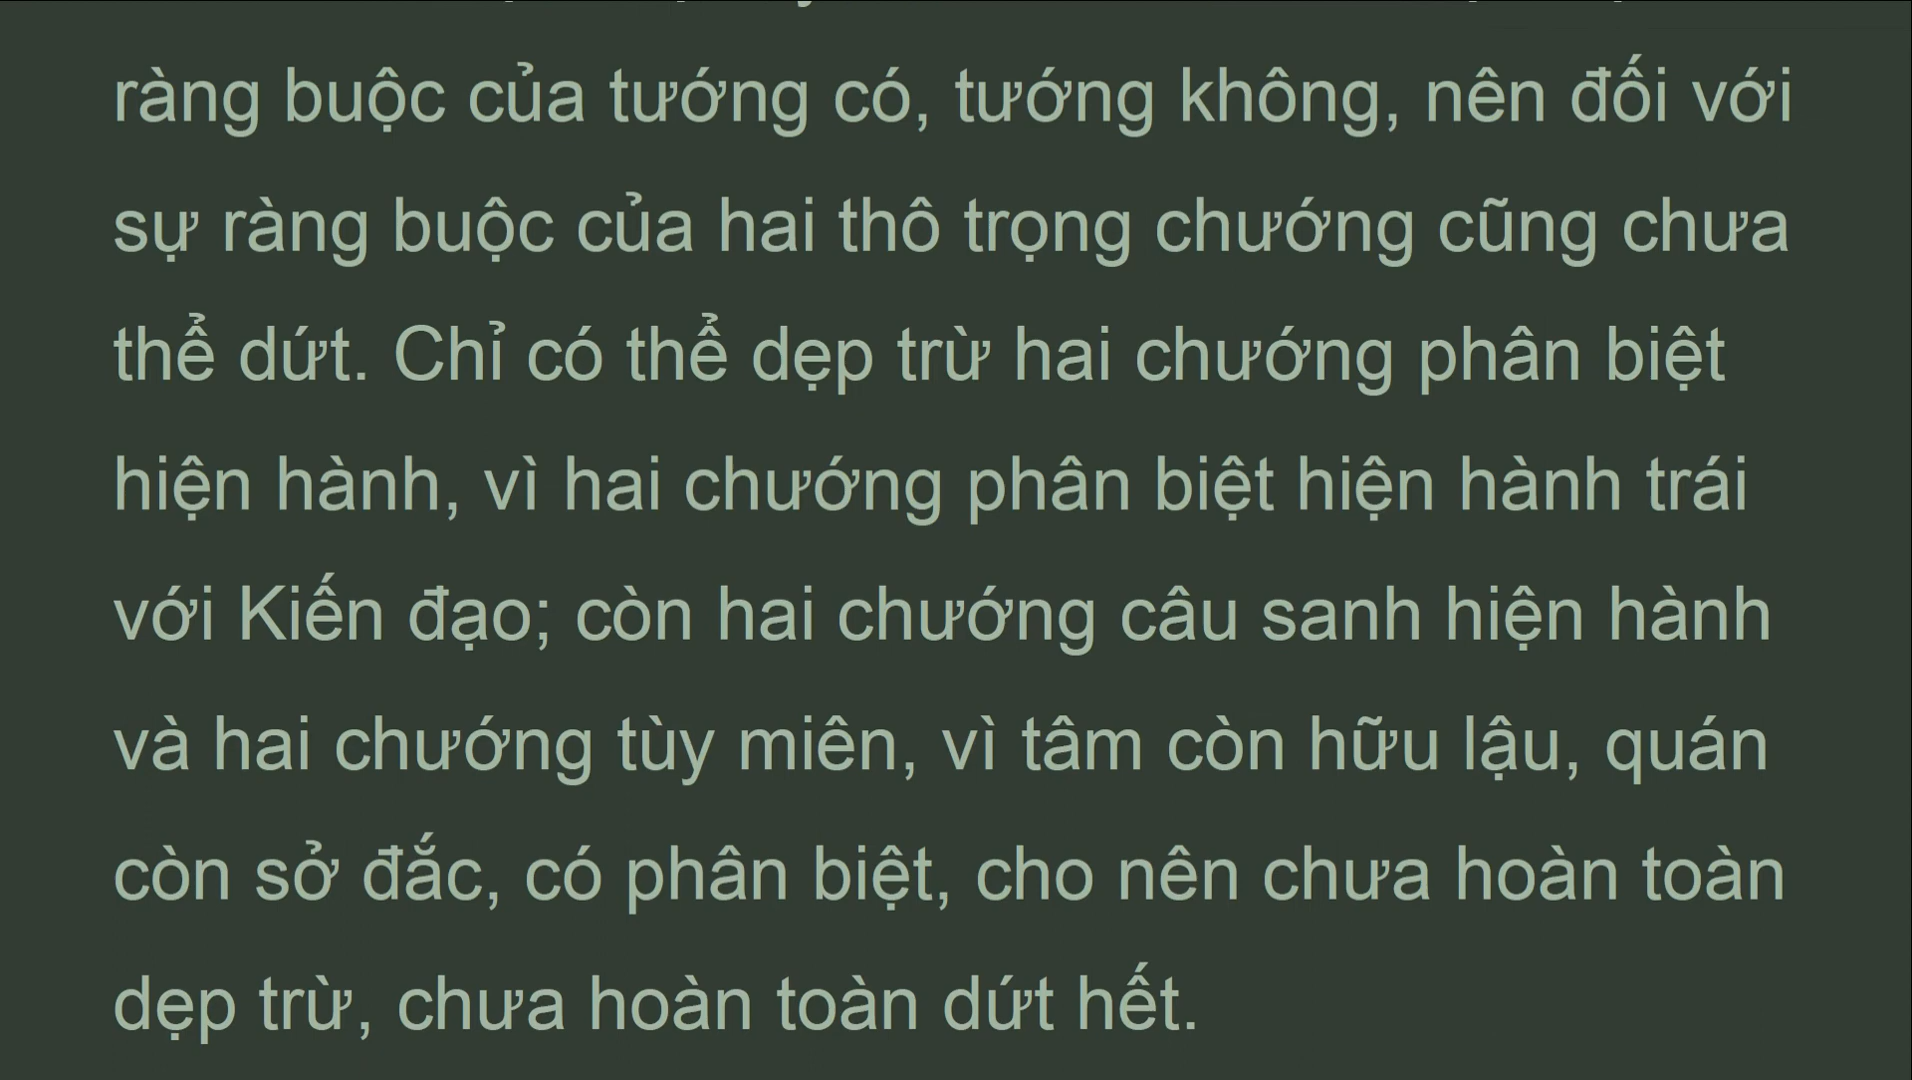 ràng buộc của tướng có, tướng không, nên đối với
sự ràng buộc của hai thô trọng chướng cũng chưa
thể dứt. Chỉ có thể dẹp trừ hai chướng phân biệt
hiện hành, vì hai chướng phân biệt hiện hành trái
với Kiến đạo; còn hai chướng câu sanh hiện hành
và hai chướng tùy miên, vì tâm còn hữu lậu, quán
còn sở đắc, có phân biệt, cho nên chưa hoàn toàn
dẹp trừ, chưa hoàn toàn dứt hết.